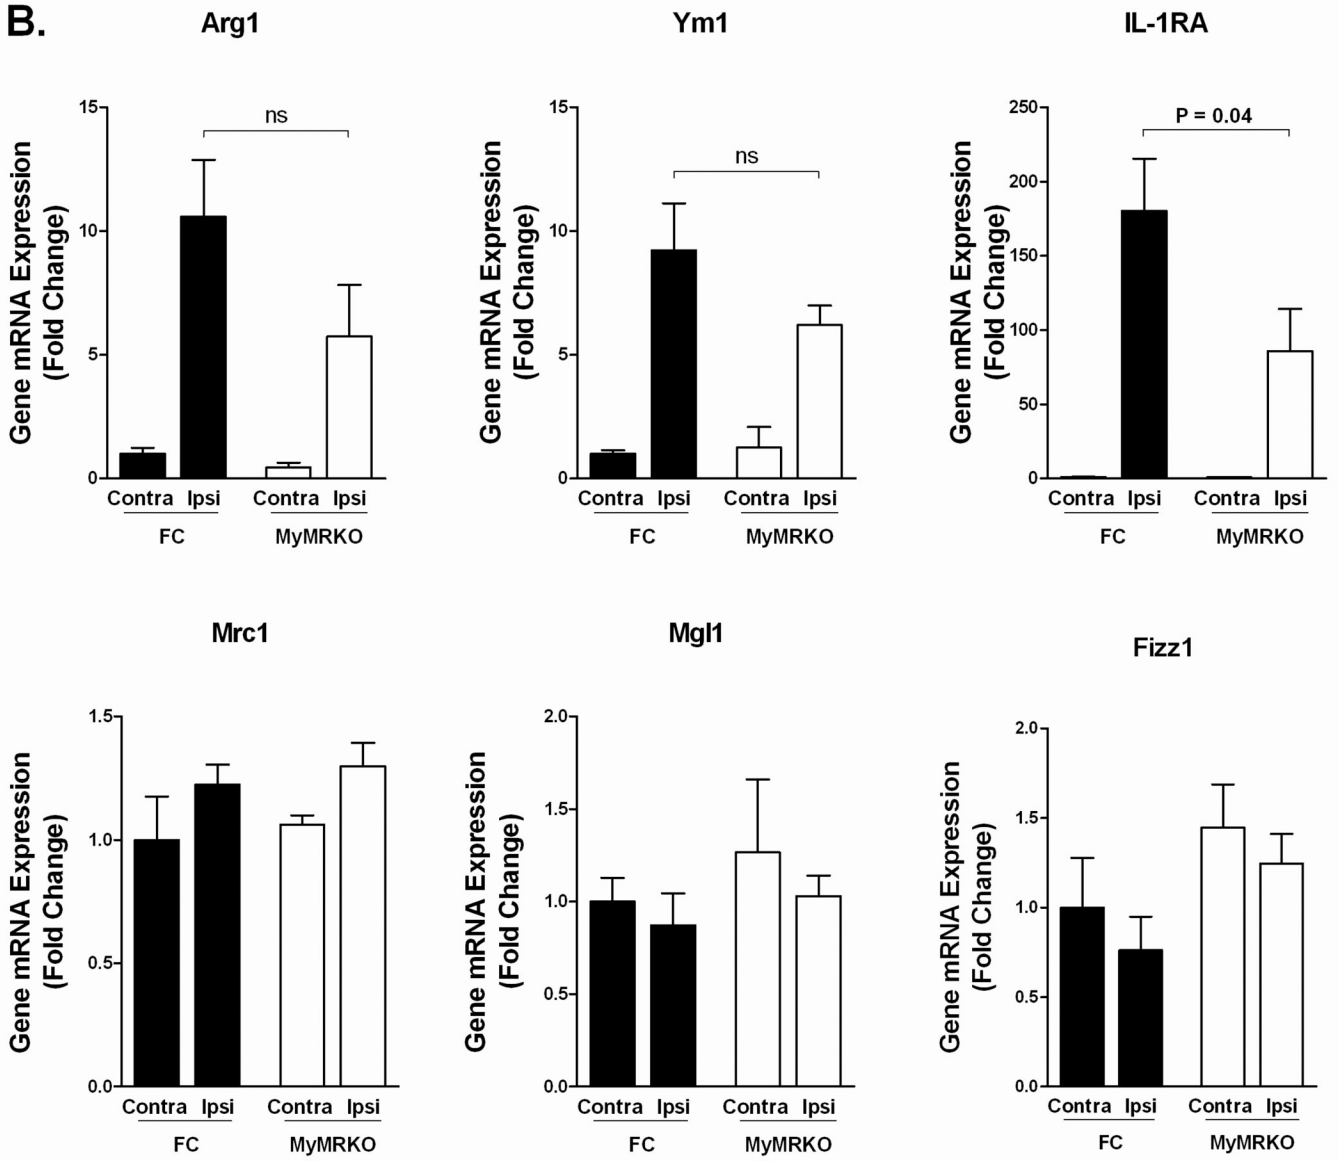 B.
Arg1
Gene mRNA Expression
(Fold Change)
15
10
5
0
ns
Contra Ipsi Contra Ipsi
FC MyMRKO
Ym1
Gene mRNA Expression
(Fold Change)
15
10
5
0
ns
Contra Ipsi Contra Ipsi
FC MyMRKO
IL-1RA
Gene mRNA Expression
(Fold Change)
250
200
150
100
50
0
P = 0.04
Contra Ipsi Contra Ipsi
FC MyMRKO
Mrc1
Gene mRNA Expression
(Fold Change)
1.5
1.0
0.5
0.0
Contra Ipsi Contra Ipsi
FC MyMRKO
Mgl1
Gene mRNA Expression
(Fold Change)
2.0
1.5
1.0
0.5
0.0
Contra Ipsi Contra Ipsi
FC MyMRKO
Fizz1
Gene mRNA Expression
(Fold Change)
2.0
1.5
1.0
0.5
0.0
Contra Ipsi Contra Ipsi
FC MyMRKO